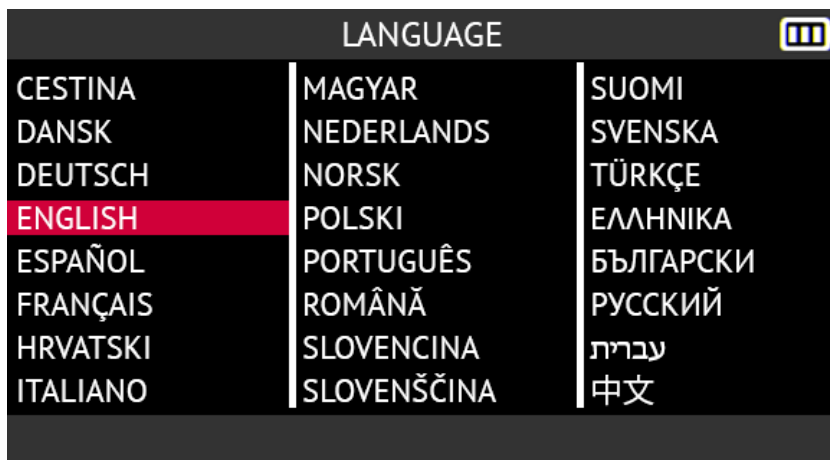 LANGUAGE
CESTINA
DANSK
DEUTSCH
ENGLISH
ESPAÑOL
FRANÇAIS
HRVATSKI
ITALIANO
MAGYAR
NEDERLANDS
NORSK
POLSKI
PORTUGUÊS
ROMÂNĂ
SLOVENCINA
SLOVENŠČINA
SUOMI
SVENSKA
TÜRKÇE
ΕΛΛΗΝΙΚΑ
БЪЛГАРСКИ
РУССКИЙ
עברית
中文